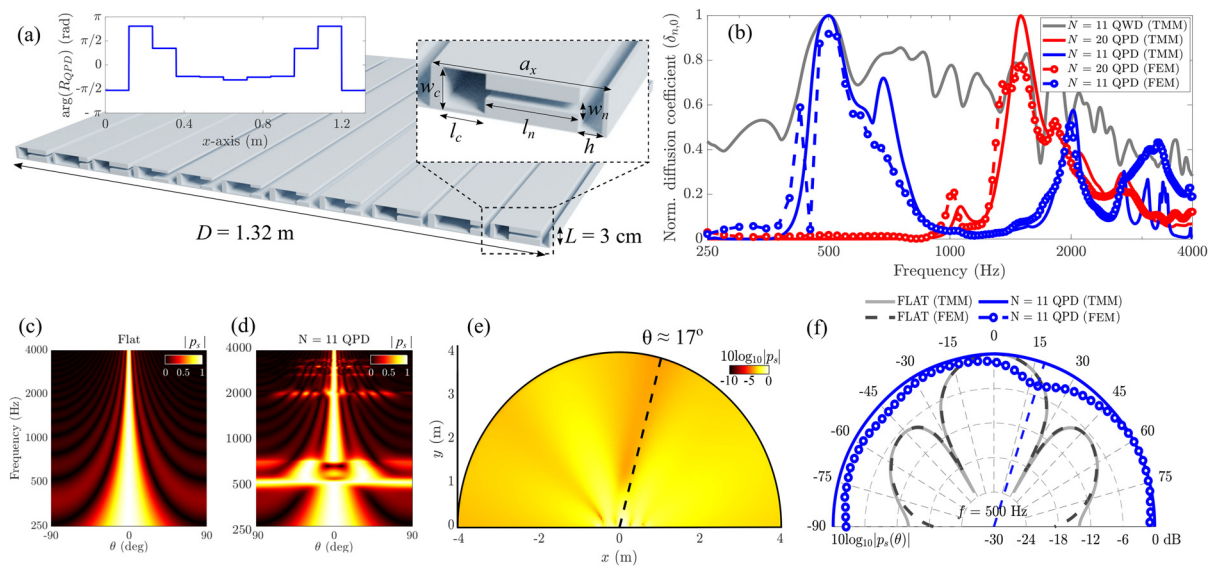 (a)
arg(R_QPD) (rad)
π
π/2
0
-π/2
-π
0 0.4 0.8 1.2
x-axis (m)
a_x
w_c
w_n
l_c
l_n
h
D = 1.32 m
L = 3 cm
(b)
Norm. diffusion coefficient (δ_n,0)
1
0.8
0.6
0.4
0.2
0
250 500 1000 2000 4000
Frequency (Hz)
N = 11 QWD (TMM)
N = 20 QPD (TMM)
N = 11 QPD (TMM)
N = 20 QPD (FEM)
N = 11 QPD (FEM)
(c)
Flat
|p_s|
0 0.5 1
Frequency (Hz)
4000
2000
1000
500
250
-90 0 90
θ (deg)
(d)
N = 11 QPD
|p_s|
0 0.5 1
4000
2000
1000
500
250
90 0 90
θ (deg)
(e)
θ ≈ 17º
10log₁₀|p_s|
-10 -5 0
y (m)
4
3
2
1
0
-4 -2 0 2 4
x (m)
FLAT (TMM) N = 11 QPD (TMM)
FLAT (FEM) N = 11 QPD (FEM)
(f)
-90 -75 -60 -45 -30 -15 0 15 30 45 60 75
f = 500 Hz
10log₁₀|p_s(θ)| -30 -24 -18 -12 -6 0 dB